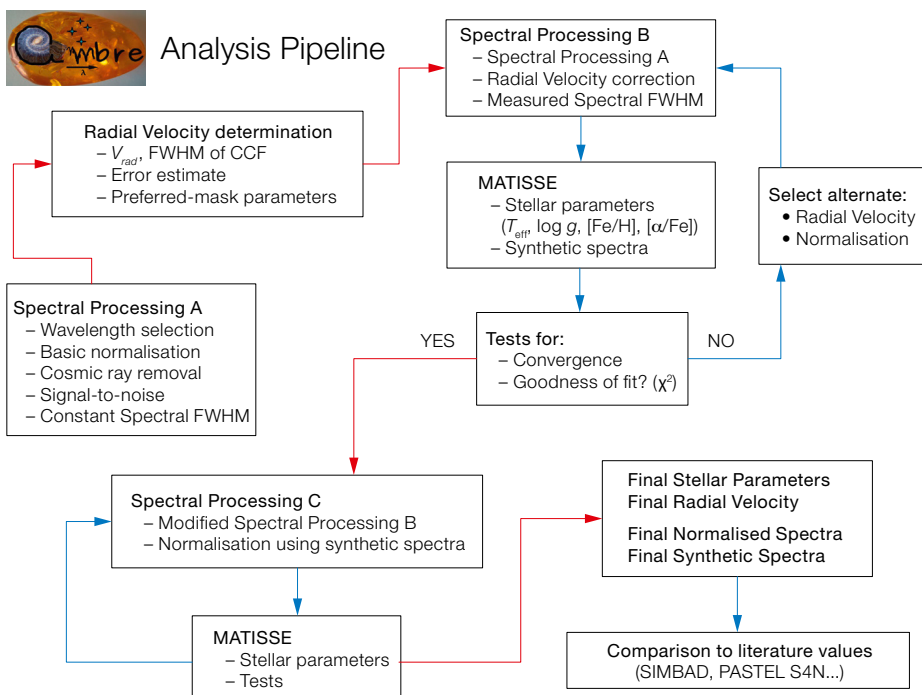 ambre
λ
Analysis Pipeline
Spectral Processing B
– Spectral Processing A
– Radial Velocity correction
– Measured Spectral FWHM
Radial Velocity determination
– Vrad, FWHM of CCF
– Error estimate
– Preferred-mask parameters
MATISSE
– Stellar parameters
(Teff, log g, [Fe/H], [α/Fe])
– Synthetic spectra
Select alternate:
• Radial Velocity
• Normalisation
Spectral Processing A
– Wavelength selection
– Basic normalisation
– Cosmic ray removal
– Signal-to-noise
– Constant Spectral FWHM
YES
Tests for:
– Convergence
– Goodness of fit? (χ²)
NO
Spectral Processing C
– Modified Spectral Processing B
– Normalisation using synthetic spectra
Final Stellar Parameters
Final Radial Velocity
Final Normalised Spectra
Final Synthetic Spectra
MATISSE
– Stellar parameters
– Tests
Comparison to literature values
(SIMBAD, PASTEL S4N...)